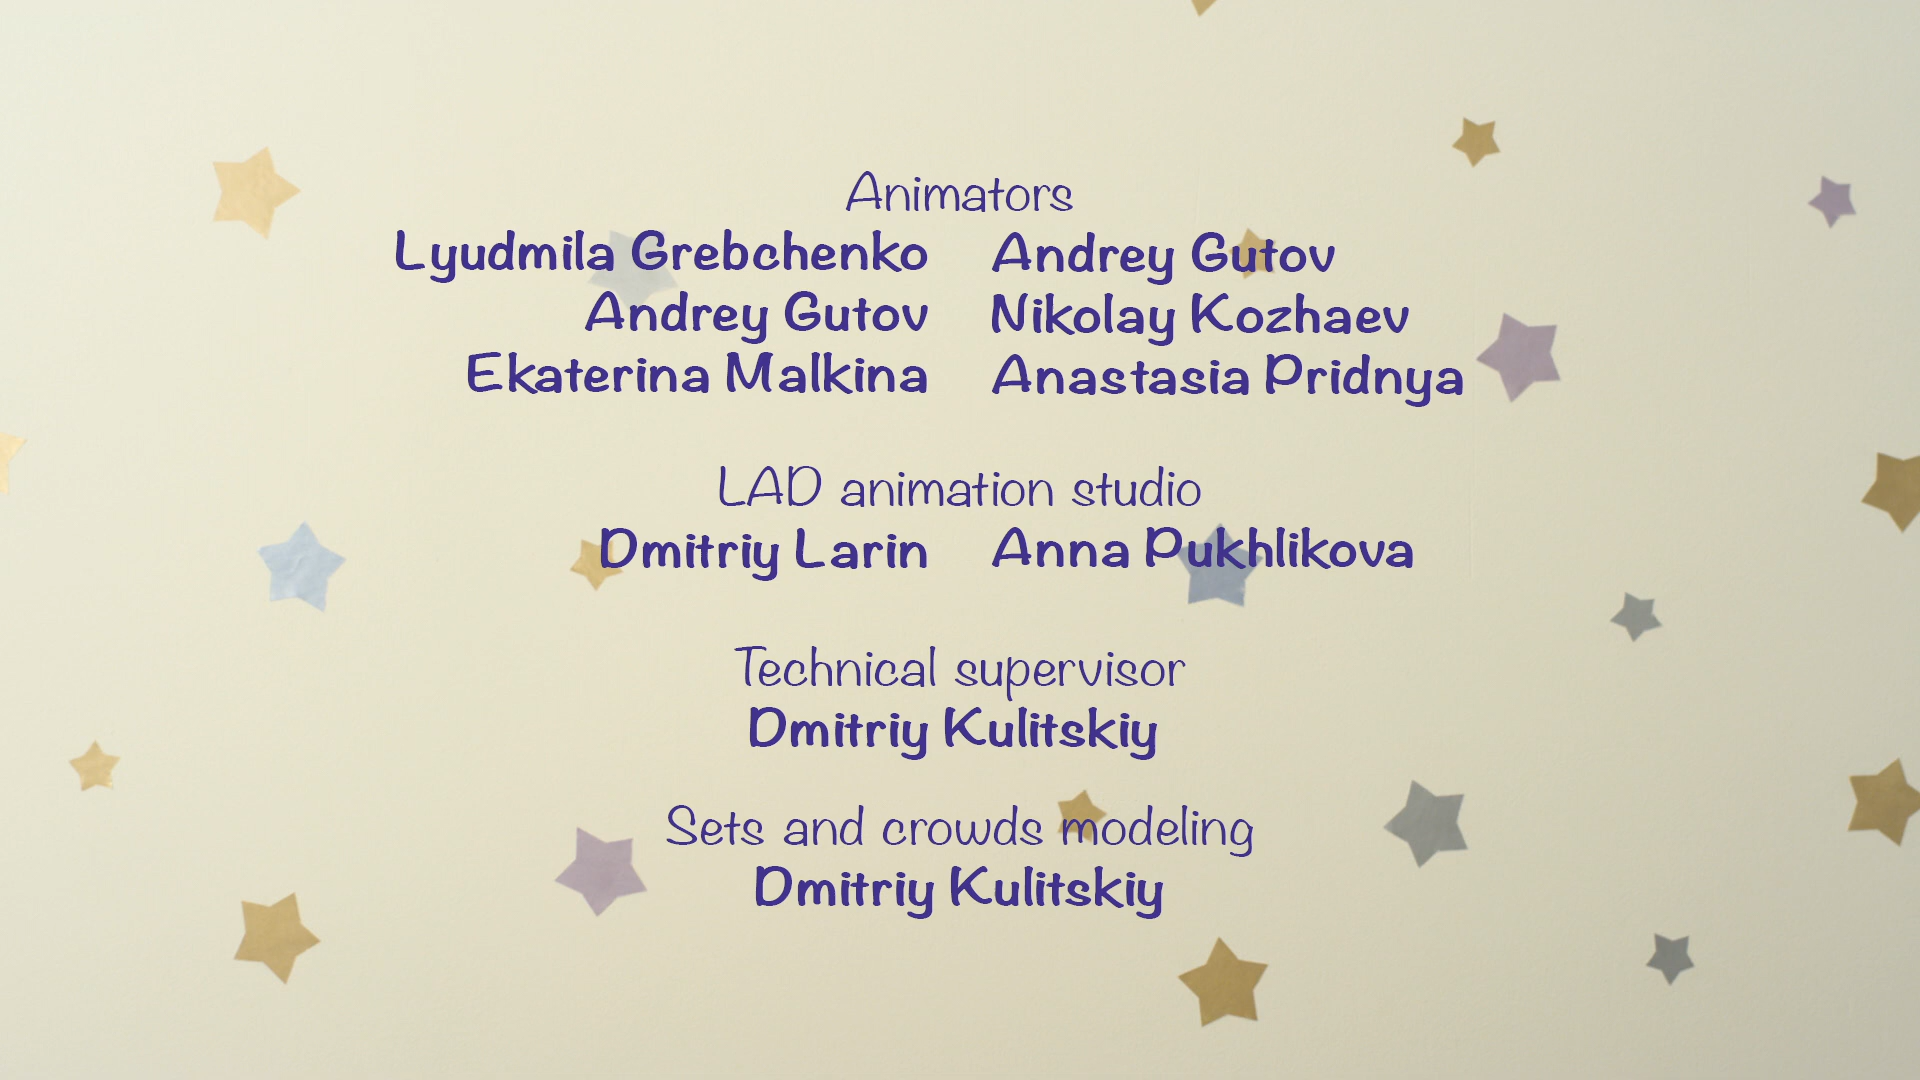 Animators
Lyudmila Grebchenko Andrey Gutov
Andrey Gutov Nikolay Kozhaev
Ekaterina Malkina Anastasia Pridnya
LAD animation studio
Dmitriy Larin Anna Pukhlikova
Technical supervisor
Dmitriy Kulitskiy
Sets and crowds modeling
Dmitriy Kulitskiy